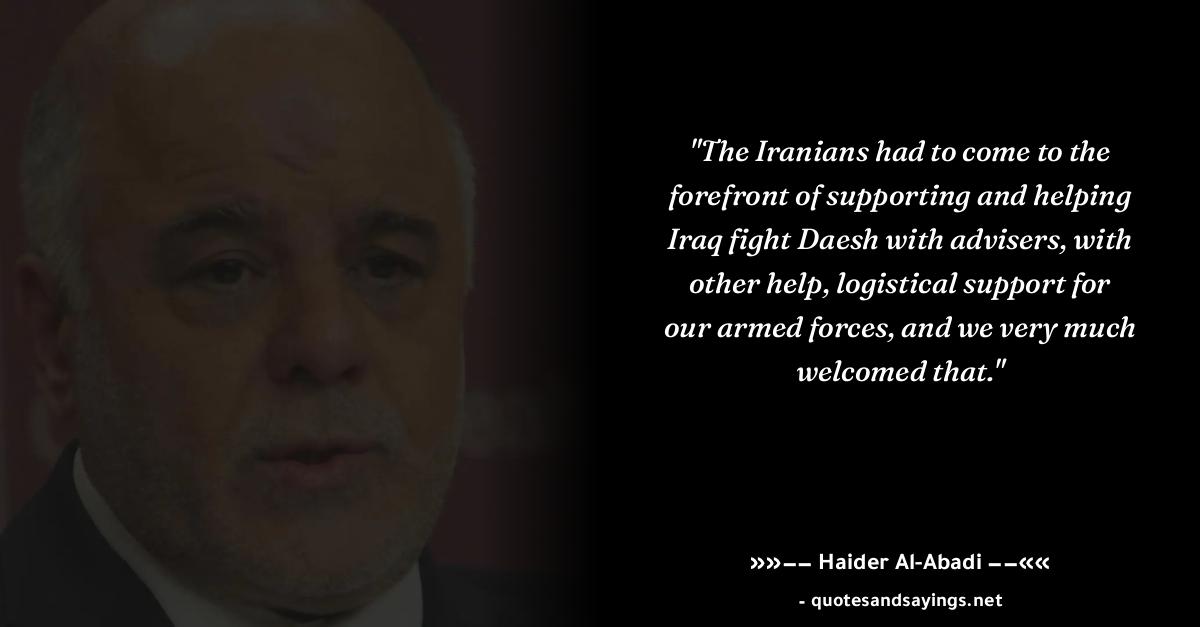 "The Iranians had to come to the
forefront of supporting and helping
Iraq fight Daesh with advisers, with
other help, logistical support for
our armed forces, and we very much
welcomed that."
»»−− Haider Al-Abadi −−««
- quotesandsayings.net